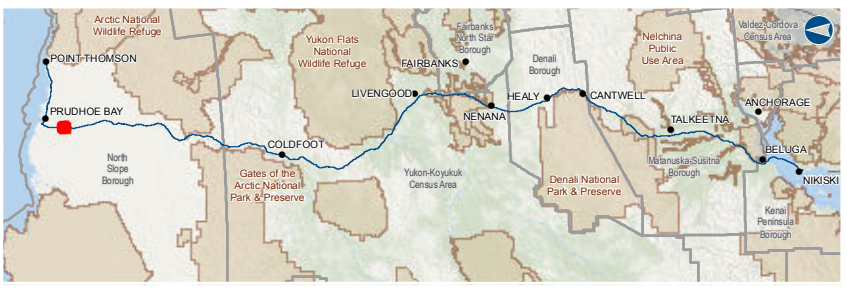 Arctic National
Wildlife Refuge
POINT THOMSON
PRUDHOE BAY
North
Slope
Borough
Yukon Flats
National
Wildlife Refuge
COLDFOOT
Gates of the
Arctic National
Park & Preserve
LIVENGOOD
FAIRBANKS
Fairbanks
North Star
Borough
NENANA
Yukon-Koyukuk
Census Area
Denali
Borough
HEALY
CANTWELL
Denali National
Park & Preserve
Nelchina
Public
Use Area
TALKEETNA
Matanuska-Susitna
Borough
Valdez-Cordova
Census Area
ANCHORAGE
BELUGA
NIKISKI
Kenai
Peninsula
Borough